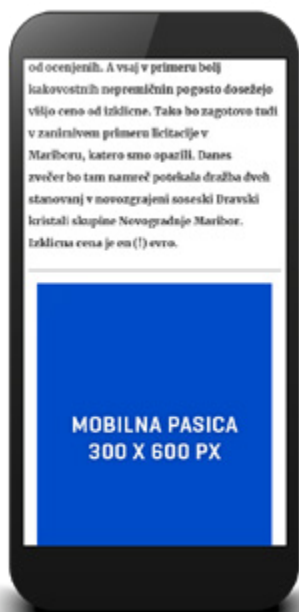 od ocenjenih. A vsaj v primeru bolj
kakovostnih nepremičnin pogosto dosežejo
višjo ceno od izklicne. Tako bo zagotovo tudi
v zanimivem primeru licitacije v
Mariboru, katero smo opazili. Danes
zvečer bo tam namreč potekala dražba dveh
stanovanj v novozgrajeni soseski Dravski
kristali skupine Novogradnje Maribor.
Izklicna cena je en (!) evro.
MOBILNA PASICA
300 X 600 PX